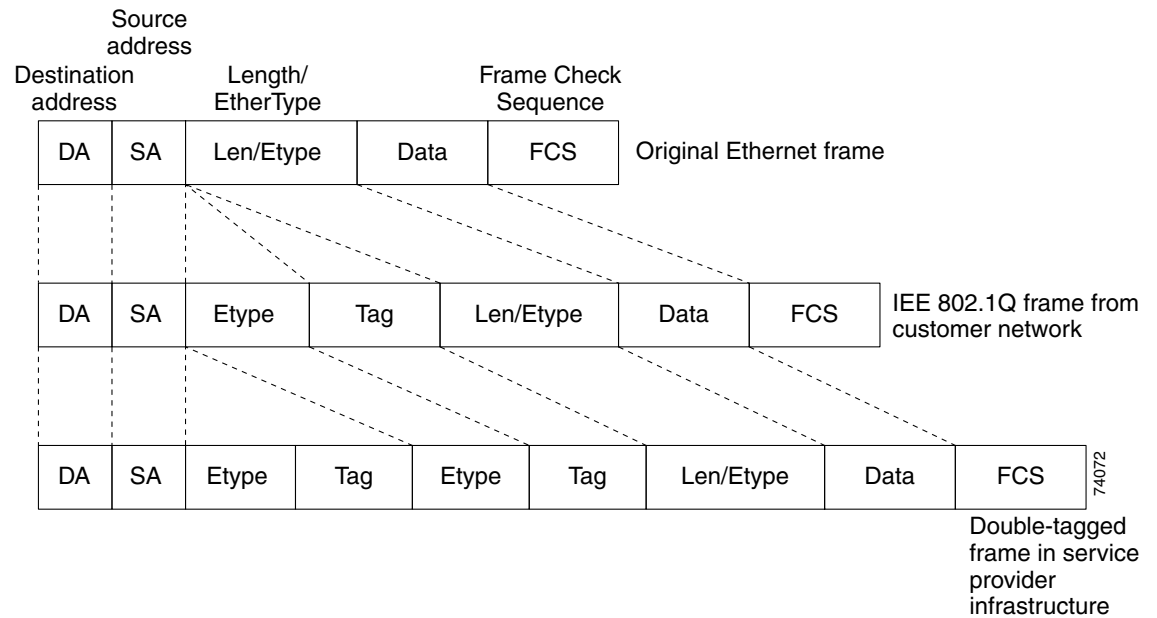 Source
address
Destination
address
Length/
EtherType
Frame Check
Sequence
DA SA Len/Etype Data FCS Original Ethernet frame
DA SA Etype Tag Len/Etype Data FCS
IEE 802.1Q frame from
customer network
DA SA Etype Tag Etype Tag Len/Etype Data FCS
74072
Double-tagged
frame in service
provider
infrastructure